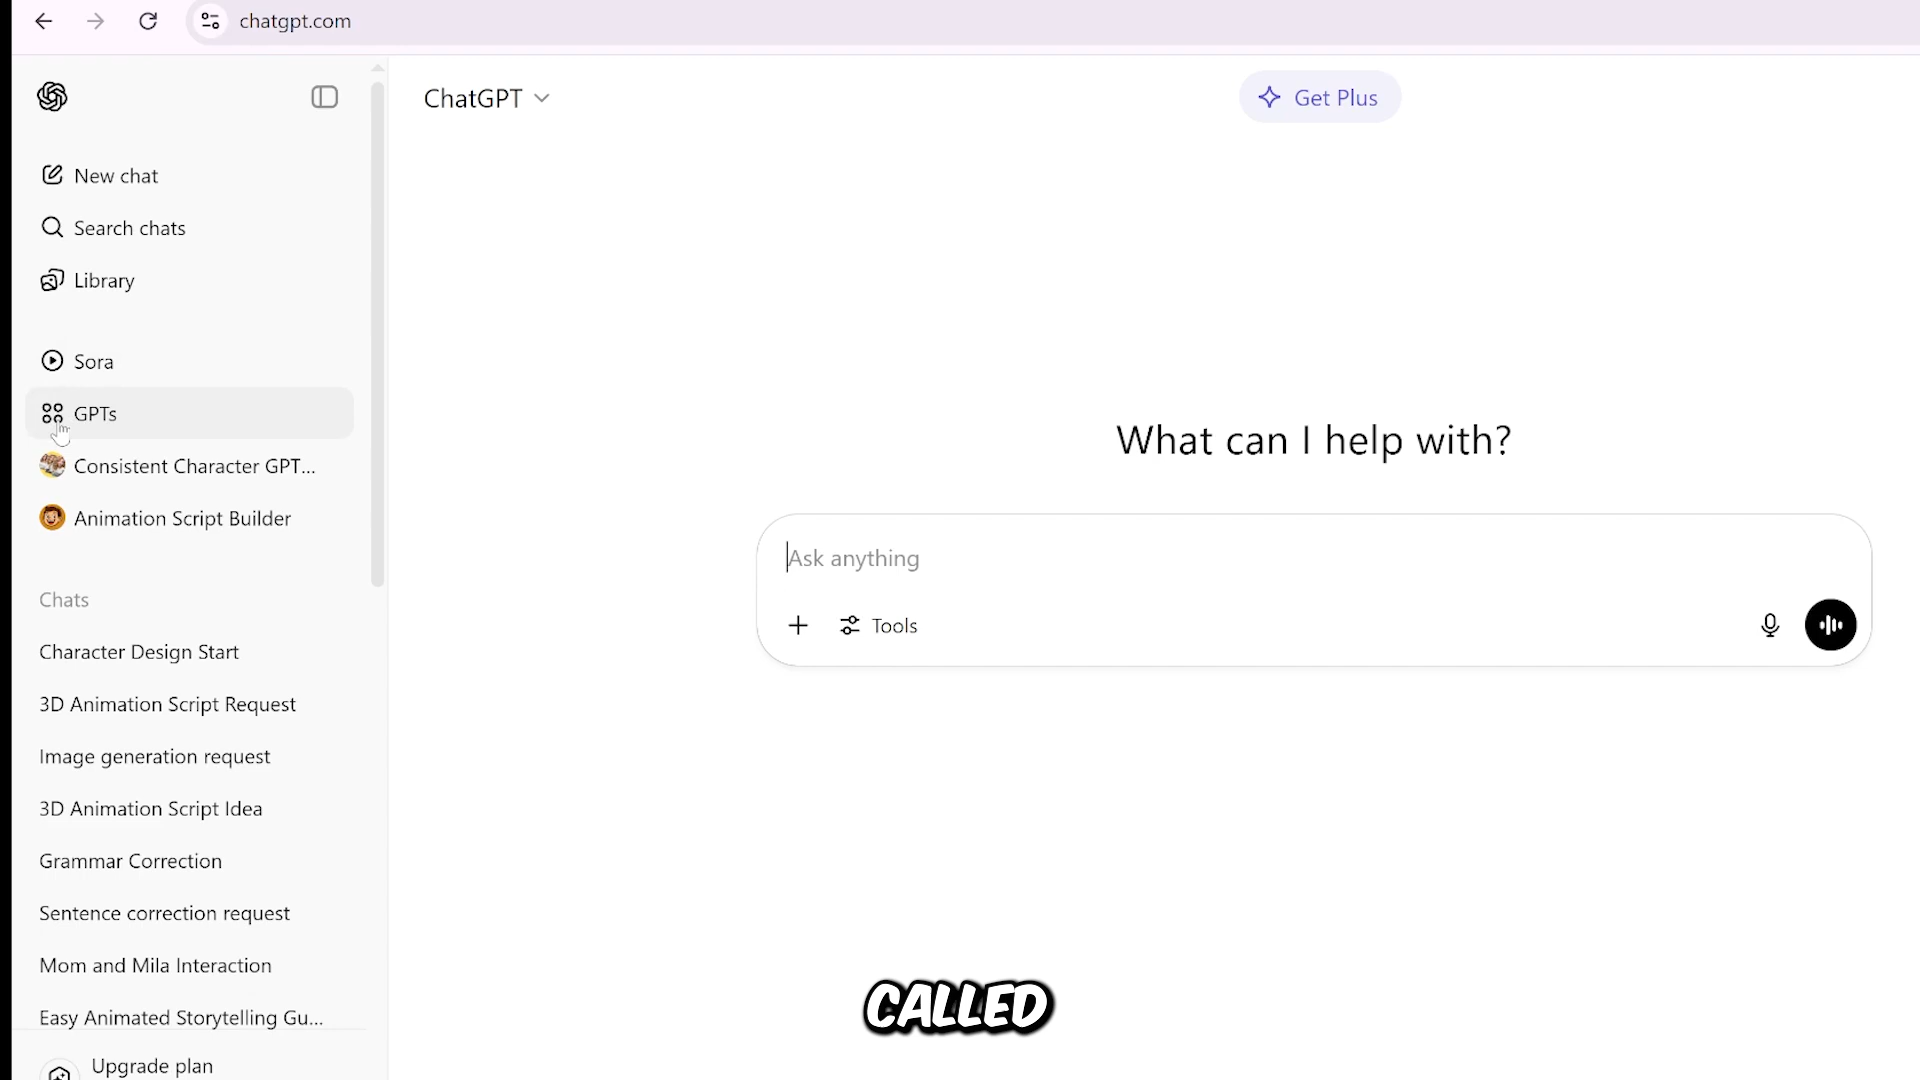 chatgpt.com
ChatGPT
Get Plus
New chat
Search chats
Library
Sora
GPTs
Consistent Character GPT...
Animation Script Builder
Chats
Character Design Start
3D Animation Script Request
Image generation request
3D Animation Script Idea
Grammar Correction
Sentence correction request
Mom and Mila Interaction
Easy Animated Storytelling Gu...
Upgrade plan
What can I help with?
Ask anything
Tools
CALLED